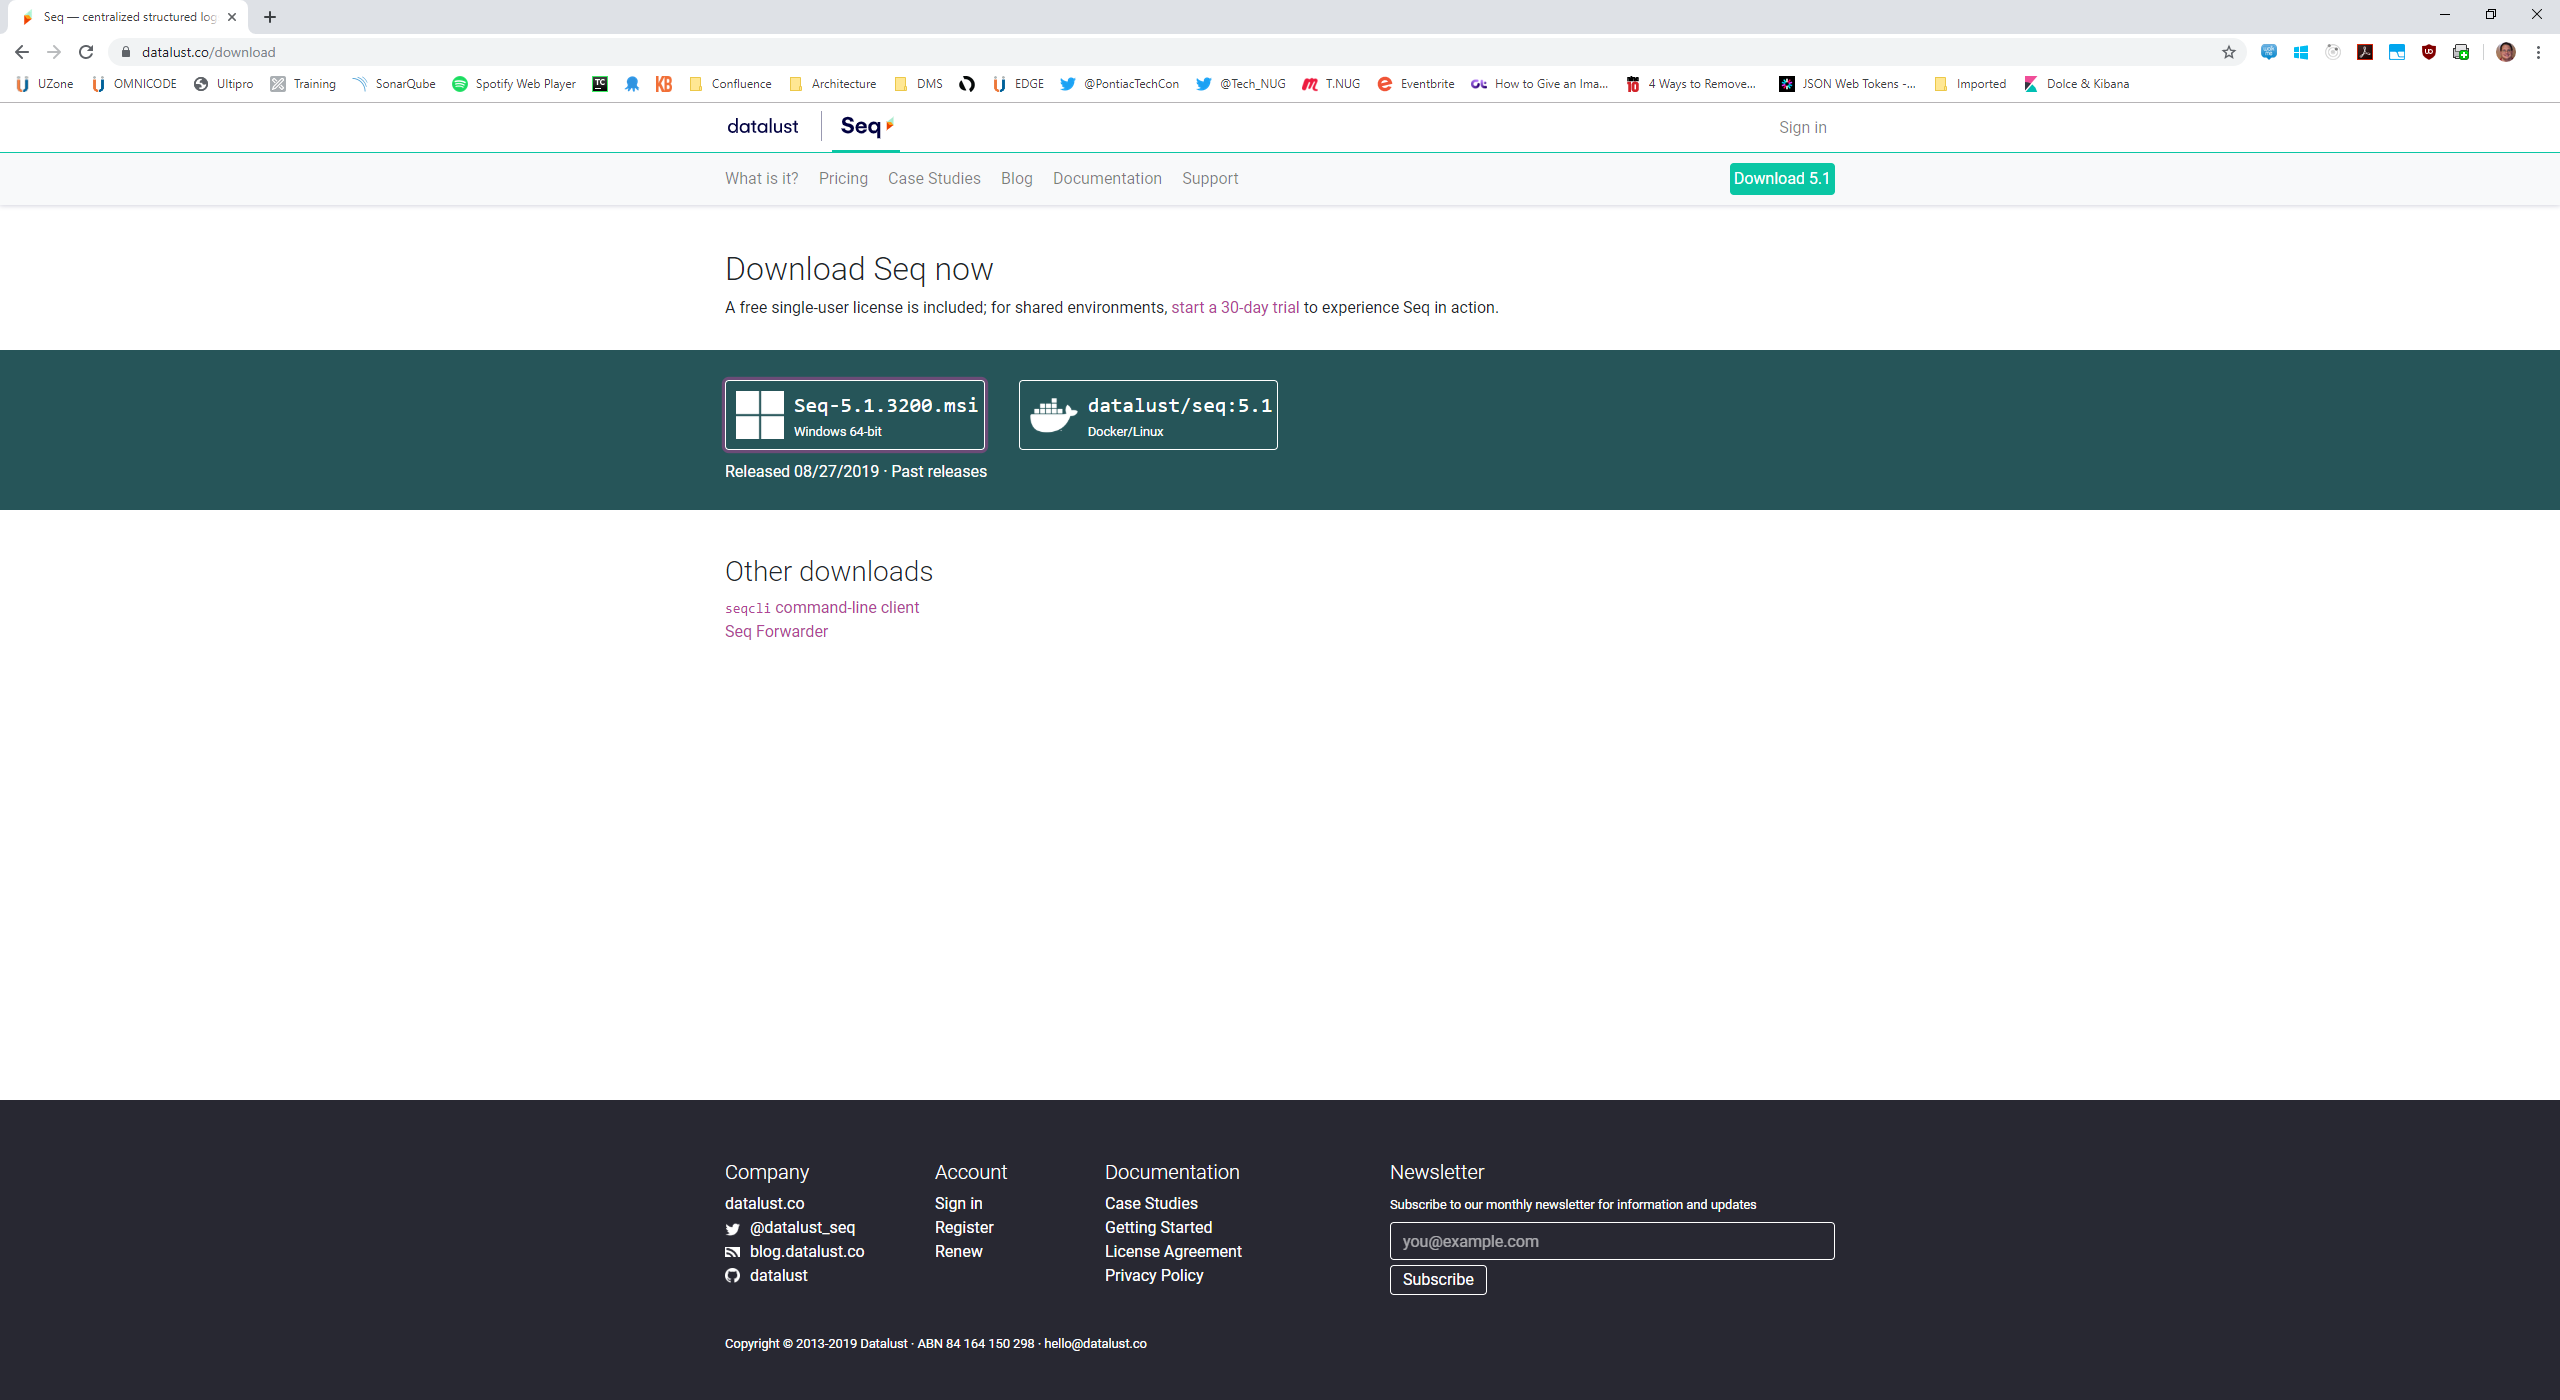 Seq — centralized structured log
datalust.co/download
UZone OMNICODE Ultipro Training SonarQube Spotify Web Player TC KB Confluence Architecture DMS EDGE @PontiacTechCon @Tech_NUG T.NUG Eventbrite How to Give an Ima... 4 Ways to Remove... JSON Web Tokens -... Imported Dolce & Kibana
datalust Seq Sign in
What is it? Pricing Case Studies Blog Documentation Support Download 5.1
Download Seq now
A free single-user license is included; for shared environments, start a 30-day trial to experience Seq in action.
Seq-5.1.3200.msi
Windows 64-bit
datalust/seq:5.1
Docker/Linux
Released 08/27/2019 · Past releases
Other downloads
seqcli command-line client
Seq Forwarder
Company
datalust.co
@datalust_seq
blog.datalust.co
datalust
Account
Sign in
Register
Renew
Documentation
Case Studies
Getting Started
License Agreement
Privacy Policy
Newsletter
Subscribe to our monthly newsletter for information and updates
you@example.com
Subscribe
Copyright © 2013-2019 Datalust · ABN 84 164 150 298 · hello@datalust.co